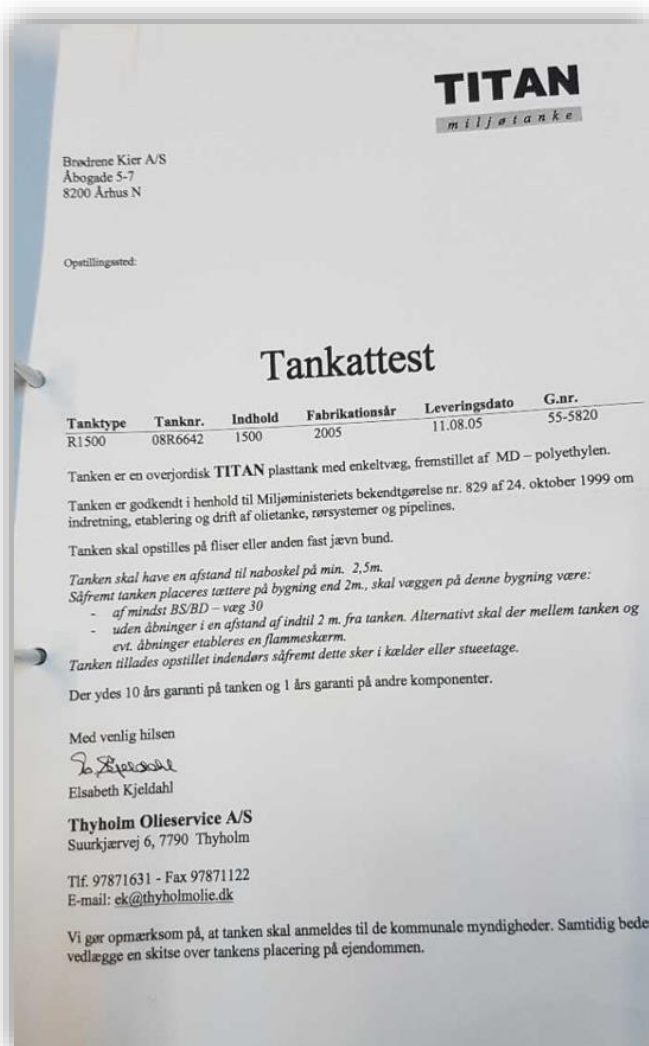 TITAN
miljøtanke
Brødrene Kier A/S
Åbogade 5-7
8200 Århus N
Opstillingssted:
Tankattest
Tanktype Tanknr. Indhold Fabrikationsår Leveringsdato G.nr.
R1500 08R6642 1500 2005 11.08.05 55-5820
Tanken er en overjordisk TITAN plasttank med enkeltvæg, fremstillet af MD – polyethylen.
Tanken er godkendt i henhold til Miljøministeriets bekendtgørelse nr. 829 af 24. oktober 1999 om
indretning, etablering og drift af olietanke, rørsystemer og pipelines.
Tanken skal opstilles på fliser eller anden fast jævn bund.
Tanken skal have en afstand til naboskel på min. 2,5m.
Såfremt tanken placeres tættere på bygning end 2m., skal væggen på denne bygning være:
- af mindst BS/BD – væg 30
- uden åbninger i en afstand af indtil 2 m. fra tanken. Alternativt skal der mellem tanken og
evt. åbninger etableres en flammeskærm.
Tanken tillades opstillet indendørs såfremt dette sker i kælder eller stueetage.
Der ydes 10 års garanti på tanken og 1 års garanti på andre komponenter.
Med venlig hilsen
Elsabeth Kjeldahl
Thyholm Olieservice A/S
Suurkjærvej 6, 7790 Thyholm
Tlf. 97871631 - Fax 97871122
E-mail: ek@thyholmolie.dk
Vi gør opmærksom på, at tanken skal anmeldes til de kommunale myndigheder. Samtidig bede
vedlægge en skitse over tankens placering på ejendommen.